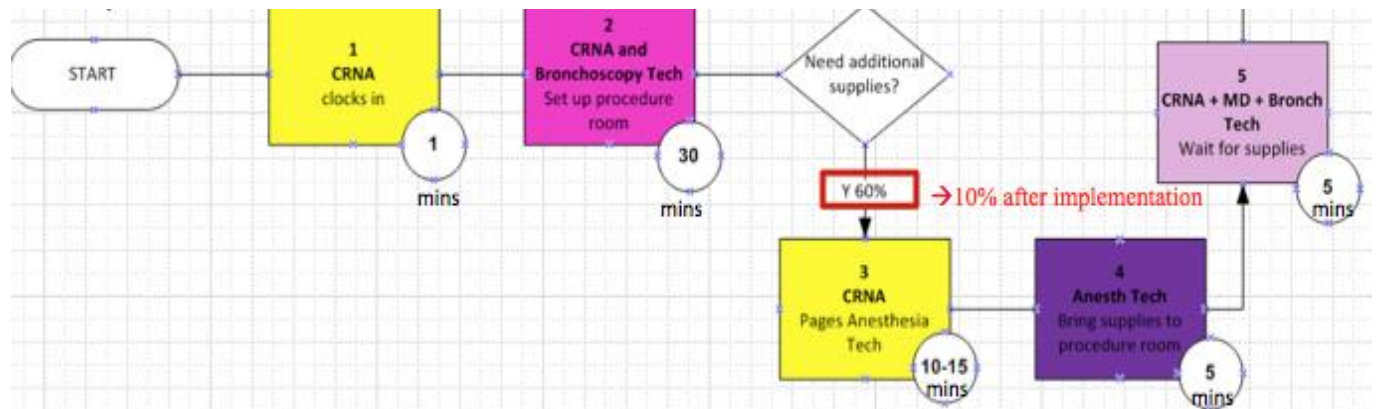 START
1
CRNA
clocks in
1
mins
2
CRNA and
Bronchoscopy Tech
Set up procedure
room
30
mins
Need additional
supplies?
Y 60%
→10% after implementation
3
CRNA
Pages Anesthesia
Tech
10-15
mins
4
Anesth Tech
Bring supplies to
procedure room
5
mins
5
CRNA + MD + Bronch
Tech
Wait for supplies
5
mins